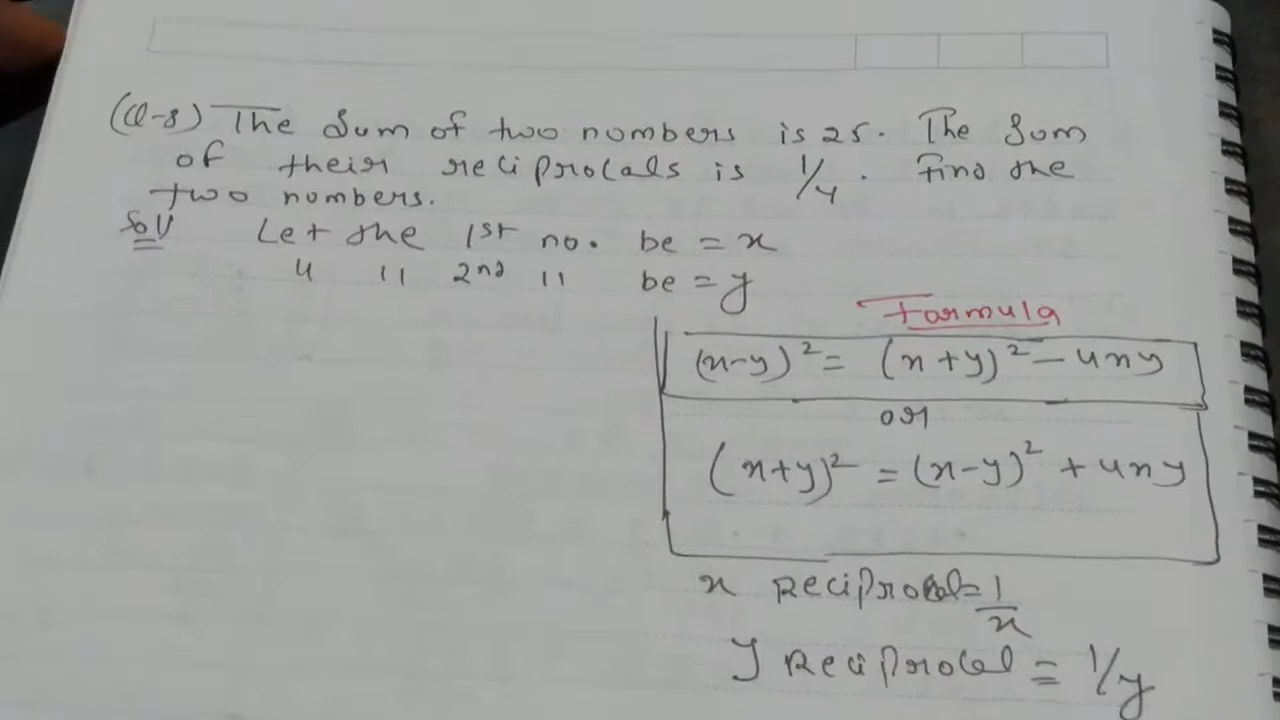 (Q-8) The Sum of two numbers is 25. The Sum
of their reciprocals is 1/4. Find the
two numbers.
Sol Let the 1st no. be = x
" 11 2nd 11 be = y
Formula
(x-y)² = (x+y)² - 4xy
or
(x+y)² = (x-y)² + 4xy
x Reciprocal = 1/x
y Reciprocal = 1/y